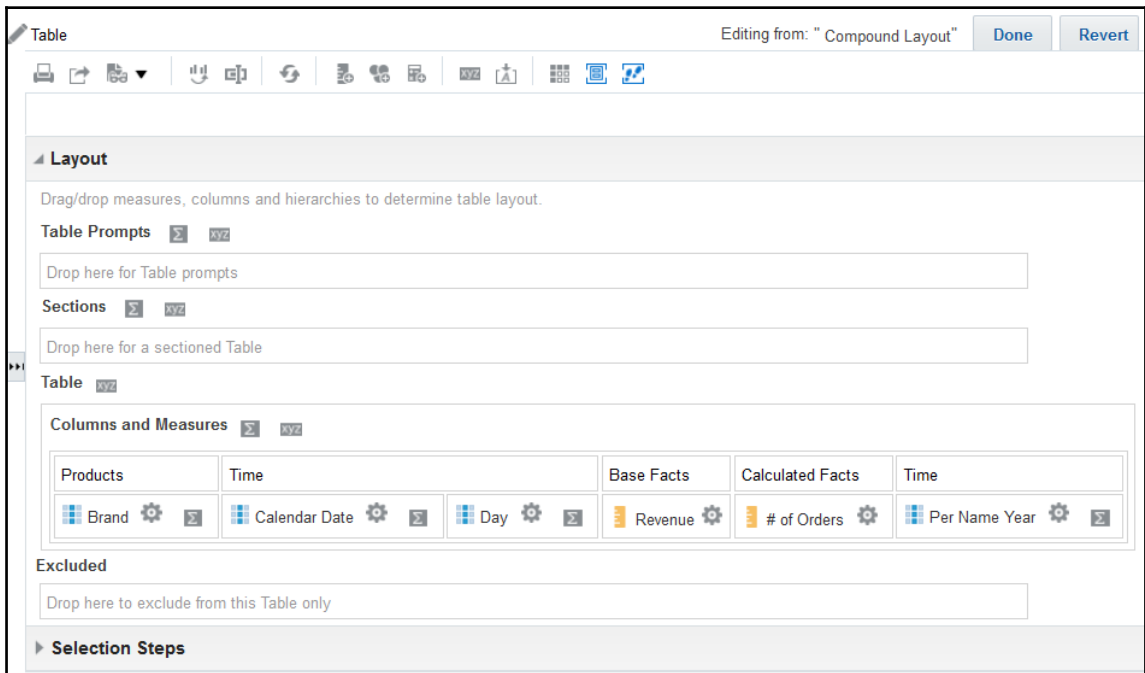 Table Editing from: " Compound Layout" Done Revert
xyz A
Layout
Drag/drop measures, columns and hierarchies to determine table layout.
Table Prompts Σ xyz
Drop here for Table prompts
Sections Σ xyz
Drop here for a sectioned Table
Table xyz
Columns and Measures Σ xyz
Products Time Base Facts Calculated Facts Time
Brand Σ Calendar Date Σ Day Σ Revenue # of Orders Per Name Year Σ
Excluded
Drop here to exclude from this Table only
Selection Steps